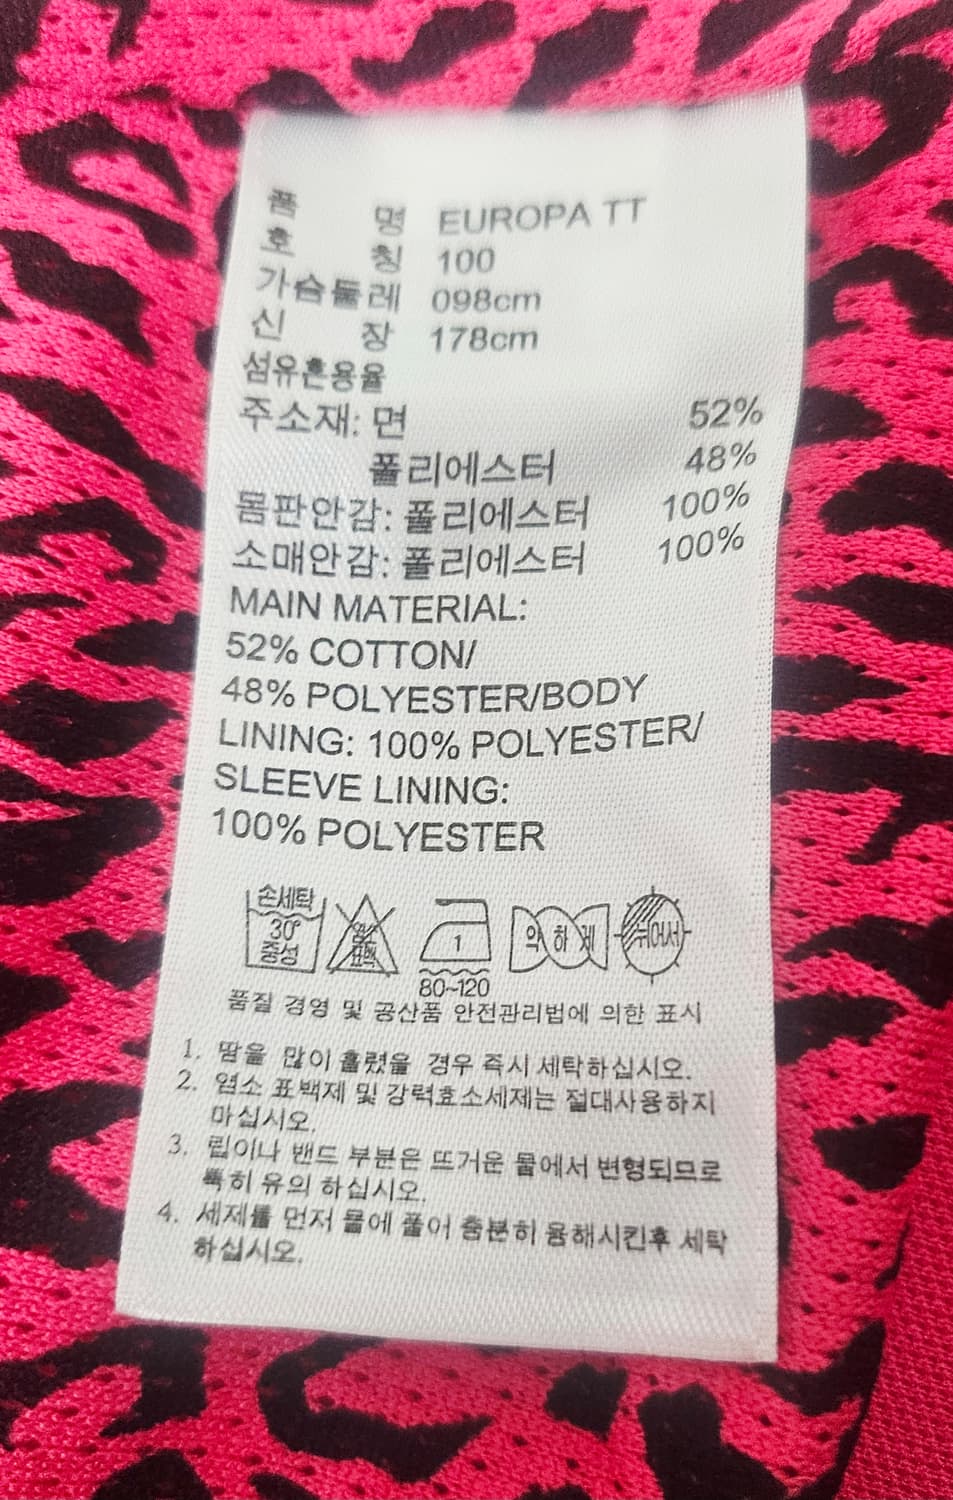 품 명 EUROPA TT
호 칭 100
가슴둘레 098cm
신 장 178cm
섬유혼용율
주소재: 면 52%
폴리에스터 48%
몸판안감: 폴리에스터 100%
소매안감: 폴리에스터 100%
MAIN MATERIAL:
52% COTTON/
48% POLYESTER/BODY
LINING: 100% POLYESTER/
SLEEVE LINING:
100% POLYESTER
손세탁
30°
중성
염소
표백
1
80~120
약하게
뉘어서
품질 경영 및 공산품 안전관리법에 의한 표시
1. 땀을 많이 흘렸을 경우 즉시 세탁하십시오.
2. 염소 표백제 및 강력효소세제는 절대사용하지
마십시오.
3. 립이나 밴드 부분은 뜨거운 물에서 변형되므로
특히 유의 하십시오.
4. 세제를 먼저 물에 풀어 충분히 융해시킨후 세탁
하십시오.